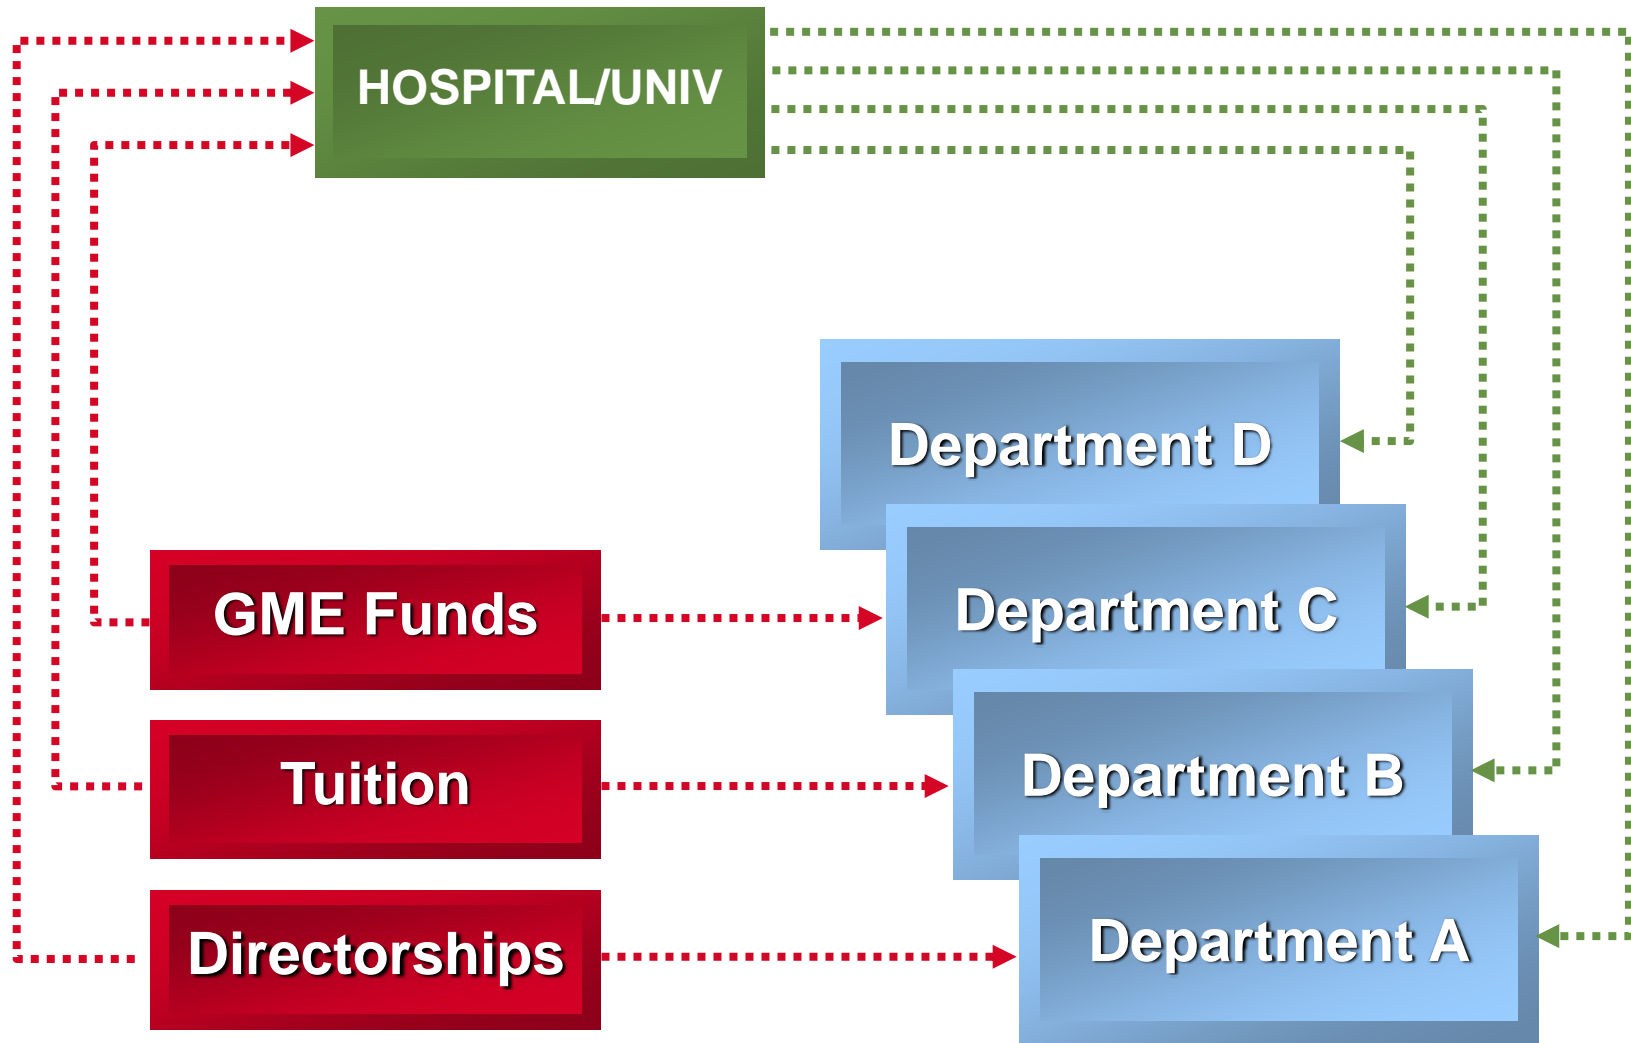 HOSPITAL/UNIV
Department D
GME Funds
Department C
Tuition
Department B
Directorships
Department A